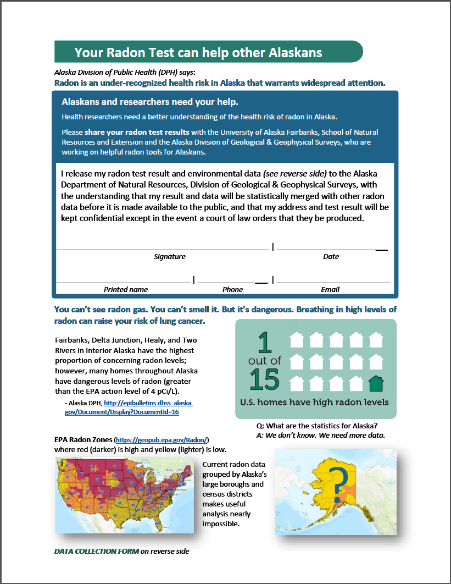 Your Radon Test can help other Alaskans
Alaska Division of Public Health (DPH) says:
Radon is an under-recognized health risk in Alaska that warrants widespread attention.
Alaskans and researchers need your help.
Health researchers need a better understanding of the health risk of radon in Alaska.
Please share your radon test results with the University of Alaska Fairbanks, School of Natural
Resources and Extension and the Alaska Division of Geological & Geophysical Surveys, who are
working on helpful radon tools for Alaskans.
I release my radon test result and environmental data (see reverse side) to the Alaska
Department of Natural Resources, Division of Geological & Geophysical Surveys, with
the understanding that my result and data will be statistically merged with other radon
data before it is made available to the public, and that my address and test result will be
kept confidential except in the event a court of law orders that they be produced.
Signature Date
Printed name Phone Email
You can't see radon gas. You can't smell it. But it's dangerous. Breathing in high levels of
radon can raise your risk of lung cancer.
Fairbanks, Delta Junction, Healy, and Two
Rivers in Interior Alaska have the highest
proportion of concerning radon levels;
however, many homes throughout Alaska
have dangerous levels of radon (greater
than the EPA action level of 4 pCi/L).
- Alaska DPH, http://epibulletins.dhss.alaska.
gov/Document/Display?DocumentId=16
1
out of
15
U.S. homes have high radon levels
Q: What are the statistics for Alaska?
A: We don't know. We need more data.
EPA Radon Zones (https://geopub.epa.gov/Radon/)
where red (darker) is high and yellow (lighter) is low.
Current radon data
grouped by Alaska's
large boroughs and
census districts
makes useful
analysis nearly
impossible.
?
DATA COLLECTION FORM on reverse side